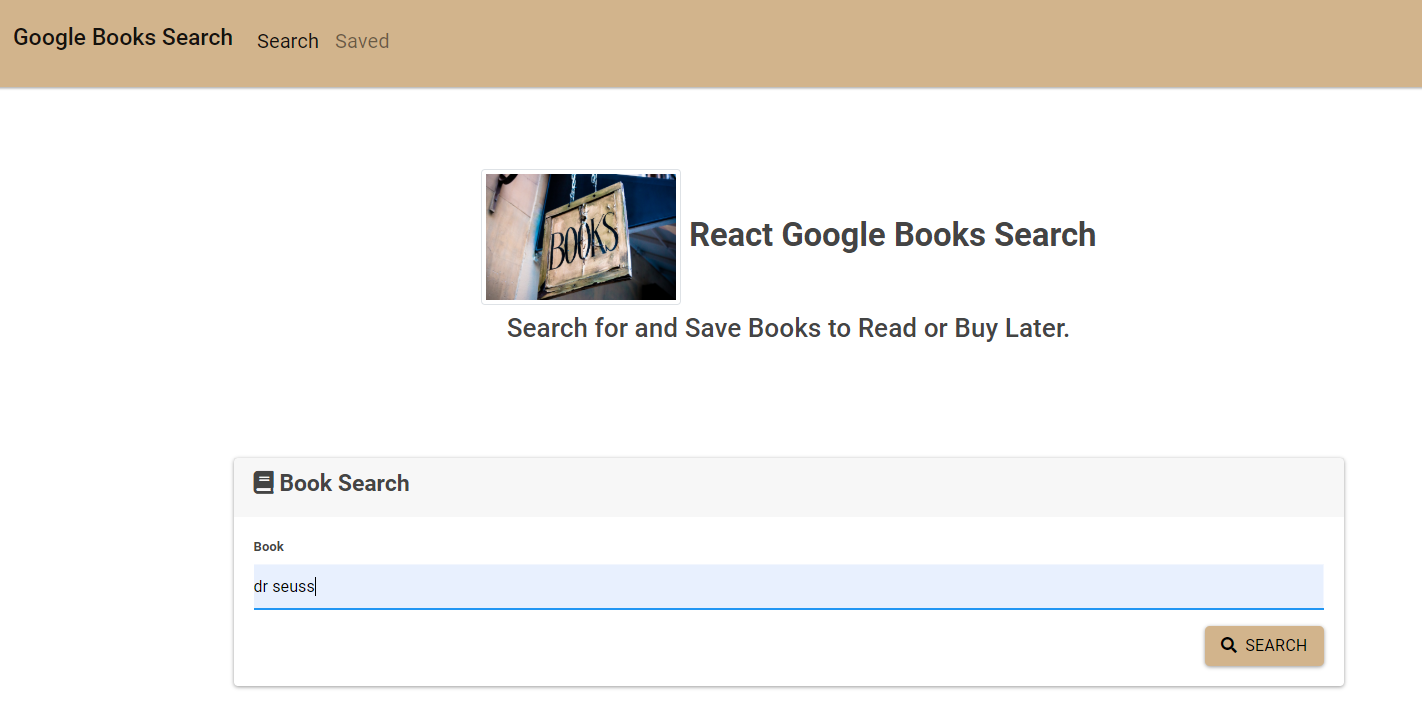 Google Books Search Search Saved
BOOKS
React Google Books Search
Search for and Save Books to Read or Buy Later.
Book Search
Book
dr seuss
SEARCH